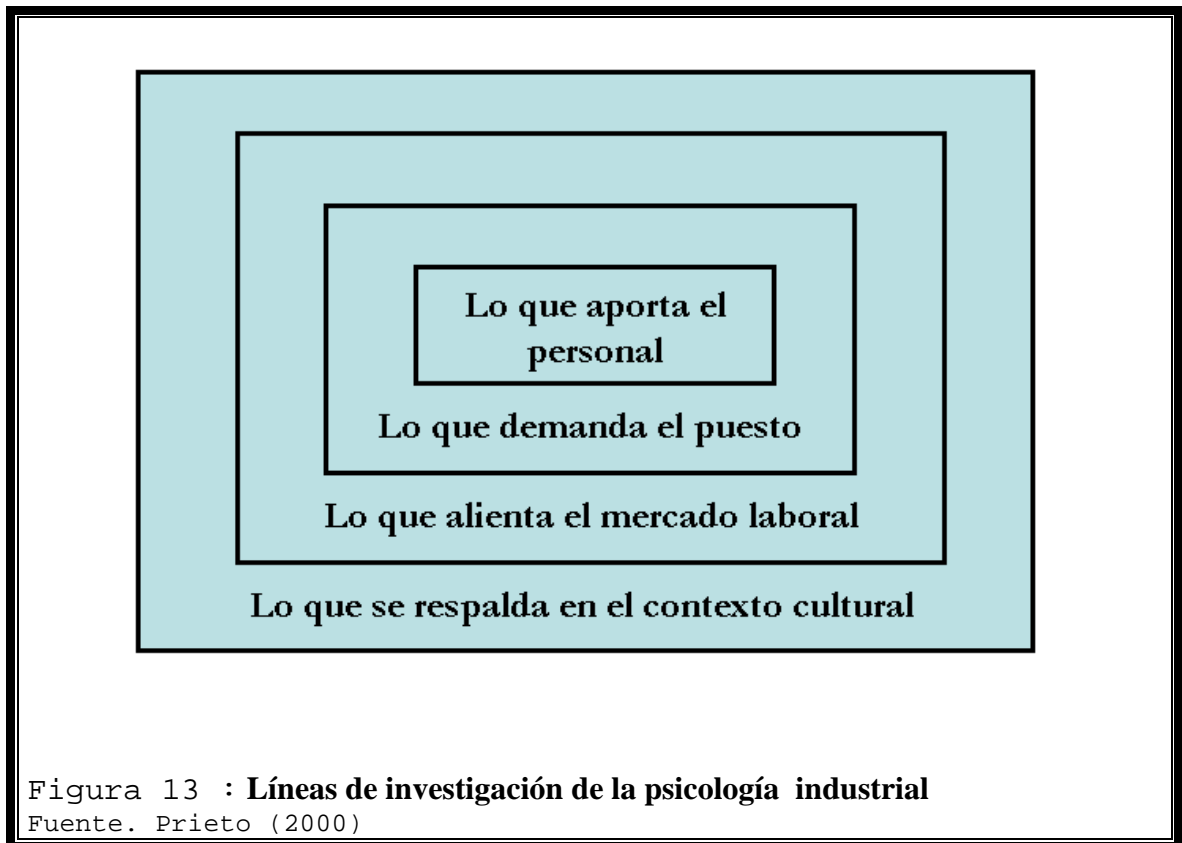 Lo que aporta el
personal
Lo que demanda el puesto
Lo que alienta el mercado laboral
Lo que se respalda en el contexto cultural
Figura 13 : Líneas de investigación de la psicología industrial
Fuente. Prieto (2000)